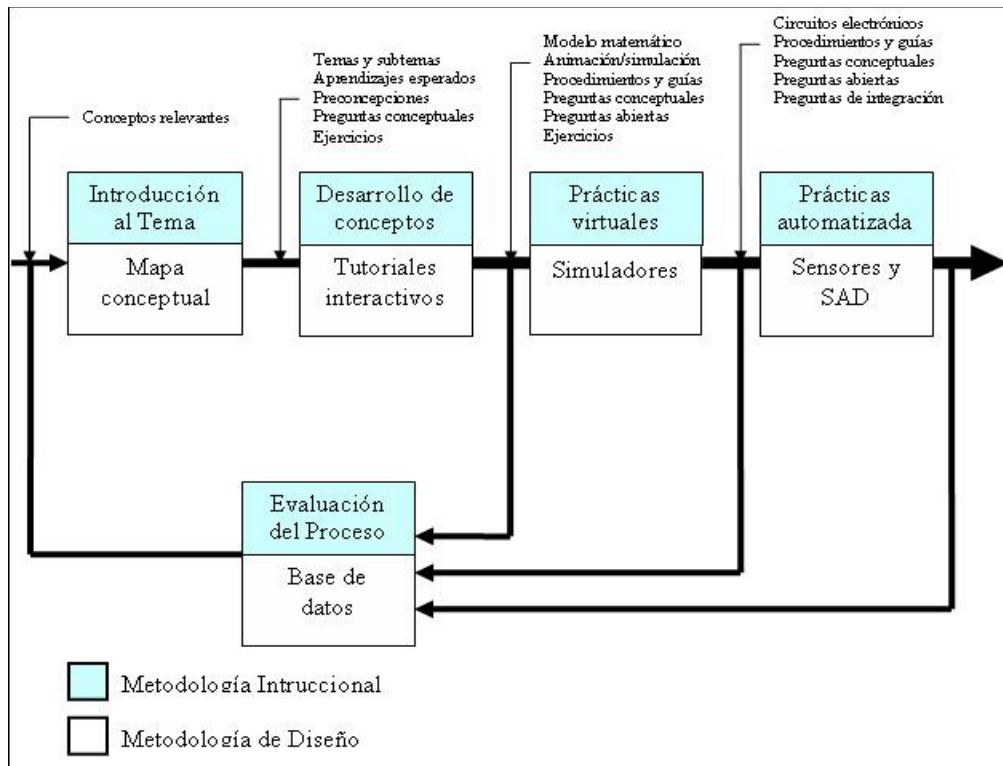 Conceptos relevantes
Temas y subtemas
Aprendizajes esperados
Preconcepciones
Preguntas conceptuales
Ejercicios
Modelo matemático
Animación/simulación
Procedimientos y guías
Preguntas conceptuales
Preguntas abiertas
Ejercicios
Circuitos electrónicos
Procedimientos y guías
Preguntas conceptuales
Preguntas abiertas
Preguntas de integración
Introducción
al Tema
Mapa
conceptual
Desarrollo de
conceptos
Tutoriales
interactivos
Prácticas
virtuales
Simuladores
Prácticas
automatizada
Sensores y
SAD
Evaluación
del Proceso
Base de
datos
Metodología Intruccional
Metodología de Diseño